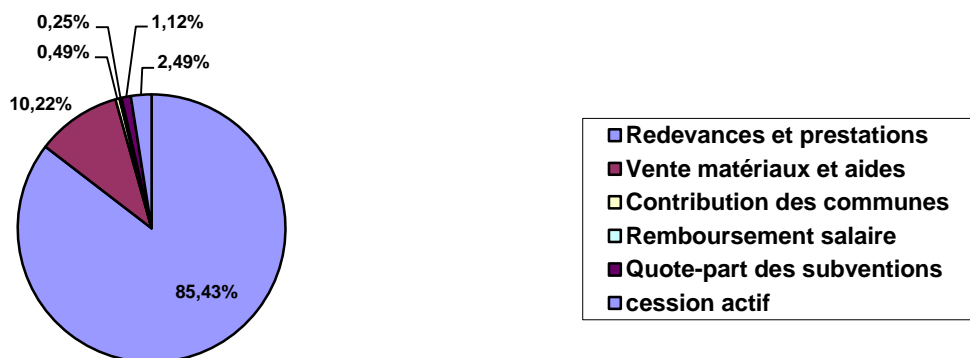 0,25%
1,12%
0,49%
2,49%
10,22%
85,43%
Redevances et prestations
Vente matériaux et aides
Contribution des communes
Remboursement salaire
Quote-part des subventions
cession actif